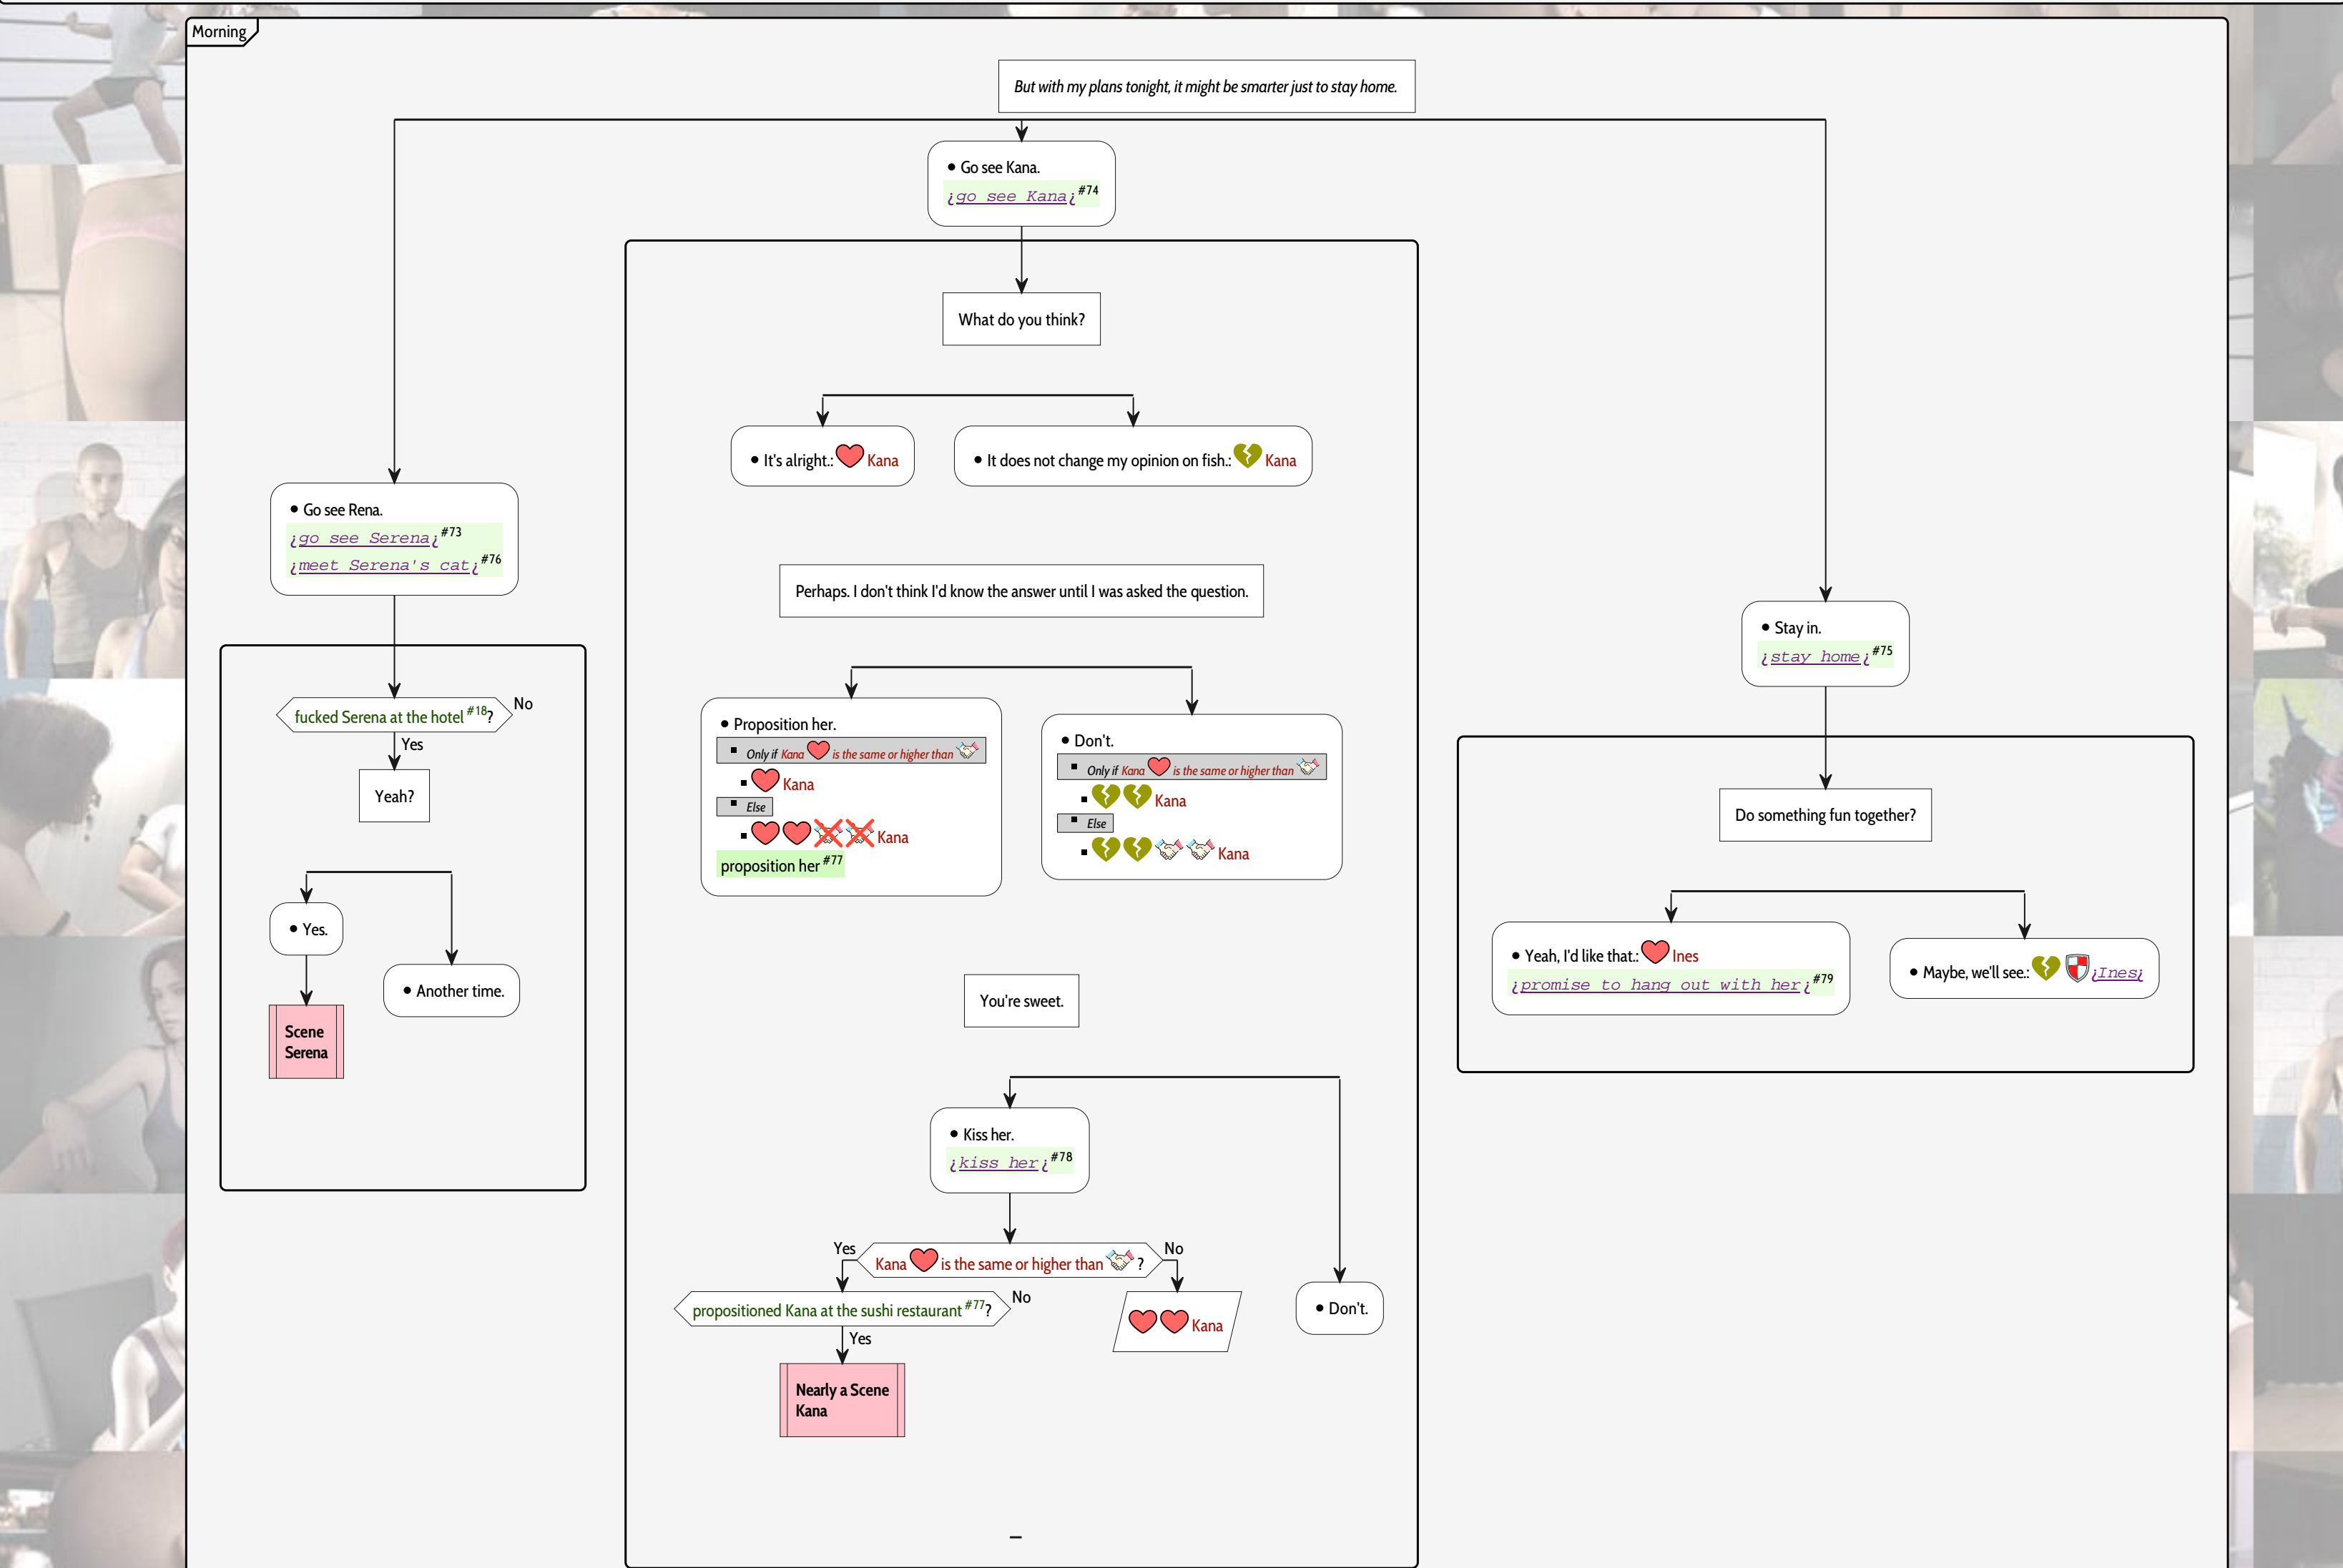 Morning
But with my plans tonight, it might be smarter just to stay home.
Go see Kana.
¿go see Kana¿#74
What do you think?
It's alright.: Kana
It does not change my opinion on fish.: Kana
Perhaps. I don't think I'd know the answer until I was asked the question.
Proposition her.
Only if Kana is the same or higher than
Kana
Else
Kana
proposition her#77
Don't.
Only if Kana is the same or higher than
Kana
Else
Kana
You're sweet.
Kiss her.
¿kiss her¿#78
Yes
Kana is the same or higher than ?
No
propositioned Kana at the sushi restaurant#77?
No
Yes
Kana
Nearly a Scene
Kana
Don't.
Go see Rena.
¿go see Serena¿#73
¿meet Serena's cat¿#76
fucked Serena at the hotel#18?
No
Yes
Yeah?
Yes.
Another time.
Scene
Serena
Stay in.
¿stay home¿#75
Do something fun together?
Yeah, I'd like that.: Ines
¿promise to hang out with her¿#79
Maybe, we'll see.: ¿Ines¿